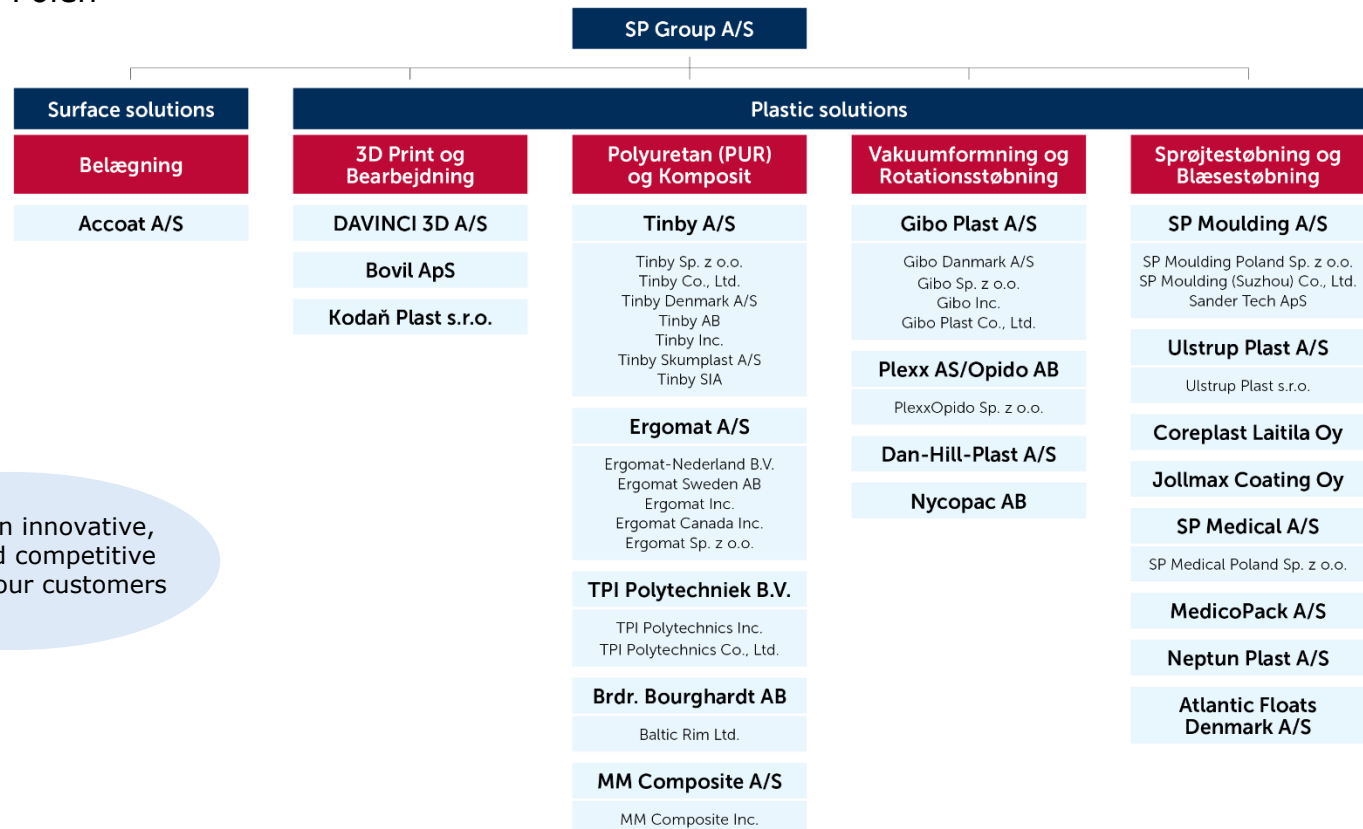 Polen
SP Group A/S
Surface solutions
Plastic solutions
Belægning
3D Print og
Bearbejdning
Polyuretan (PUR)
og Komposit
Vakuumformning og
Rotationsstøbning
Sprøjtestøbning og
Blæsestøbning
Accoat A/S
DAVINCI 3D A/S
Bovil ApS
Kodaň Plast s.r.o.
Tinby A/S
Tinby Sp. z o.o.
Tinby Co., Ltd.
Tinby Denmark A/S
Tinby AB
Tinby Inc.
Tinby Skumplast A/S
Tinby SIA
Ergomat A/S
Ergomat-Nederland B.V.
Ergomat Sweden AB
Ergomat Inc.
Ergomat Canada Inc.
Ergomat Sp. z o.o.
TPI Polytechniek B.V.
TPI Polytechnics Inc.
TPI Polytechnics Co., Ltd.
Brdr. Bourghardt AB
Baltic Rim Ltd.
MM Composite A/S
MM Composite Inc.
Gibo Plast A/S
Gibo Danmark A/S
Gibo Sp. z o.o.
Gibo Inc.
Gibo Plast Co., Ltd.
Plexx AS/Opido AB
PlexxOpido Sp. z o.o.
Dan-Hill-Plast A/S
Nycopac AB
SP Moulding A/S
SP Moulding Poland Sp. z o.o.
SP Moulding (Suzhou) Co., Ltd.
Sander Tech ApS
Ulstrup Plast A/S
Ulstrup Plast s.r.o.
Coreplast Laitila Oy
Jollmax Coating Oy
SP Medical A/S
SP Medical Poland Sp. z o.o.
MedicoPack A/S
Neptun Plast A/S
Atlantic Floats
Denmark A/S
innovative,
competitive
our customers